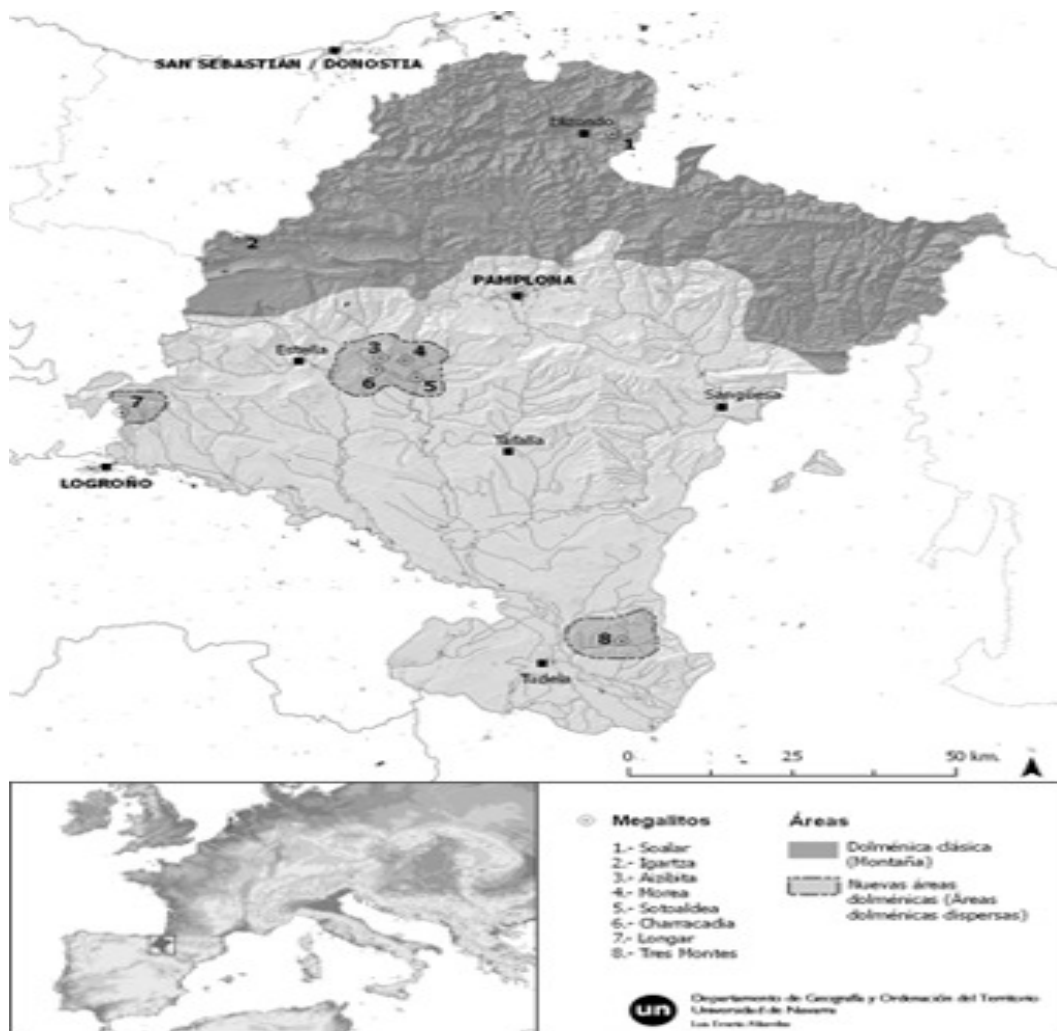 SAN SEBASTIÁN / DONOSTIA
Elizondo
1
2
PAMPLONA
Estella
3
4
6
5
7
Sangüesa
Tafalla
LOGROÑO
8
Tudela
0 25 50 km.
Megalitos
1.- Soalar
2.- Igartza
3.- Aizibita
4.- Morea
5.- Sotoaldea
6.- Charracadia
7.- Longar
8.- Tres Montes
Áreas
Dolménica clásica
(Montaña)
Nuevas áreas
dolménicas (Áreas
dolménicas dispersas)
un
Departamento de Geografía y Ordenación del Territorio
Universidad de Navarra